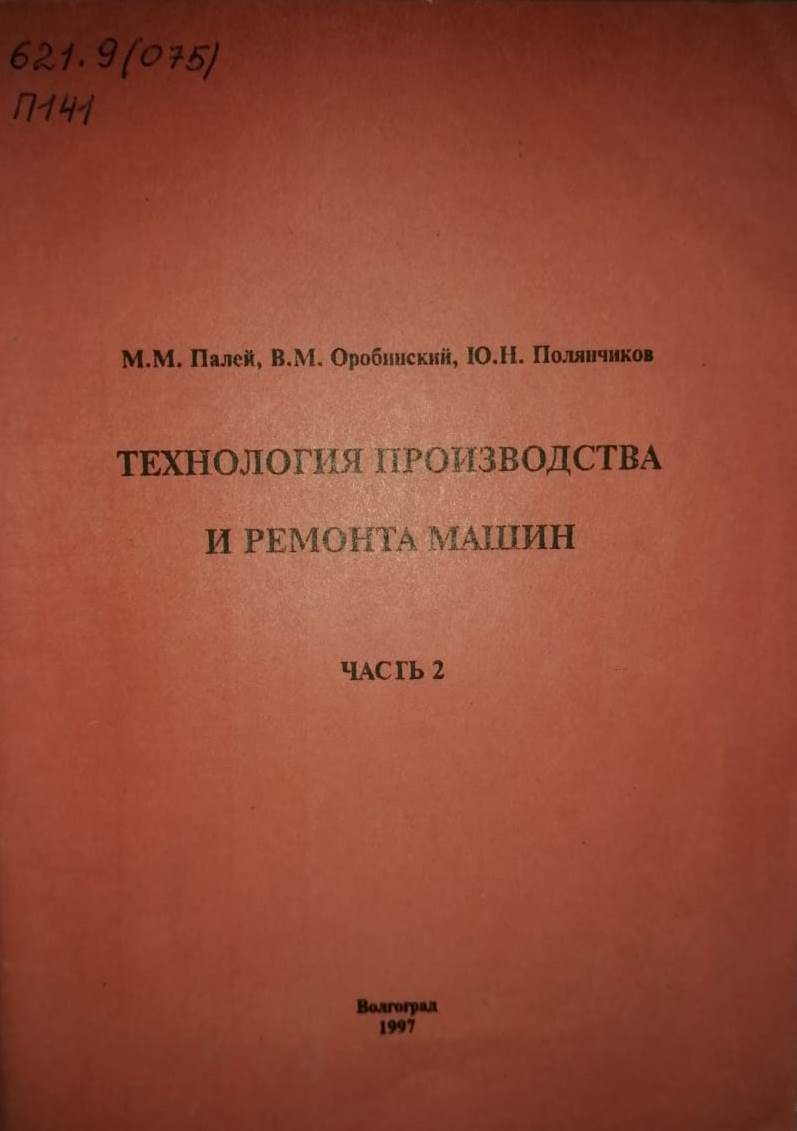 621.9(075)
П141
М.М. Палей, В.М. Оробинский, Ю.Н. Полянчиков
ТЕХНОЛОГИЯ ПРОИЗВОДСТВА
И РЕМОНТА МАШИН
ЧАСТЬ 2
Волгоград
1997